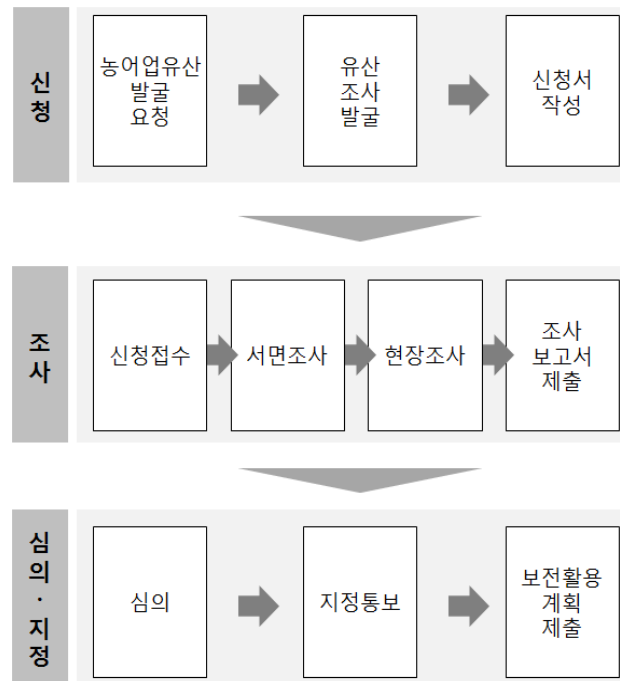 신
청
농어업유산
발굴
요청
유산
조사
발굴
신청서
작성
조
사
신청접수
서면조사
현장조사
조사
보고서
제출
심
의
·
지
정
심의
지정통보
보전활용
계획
제출